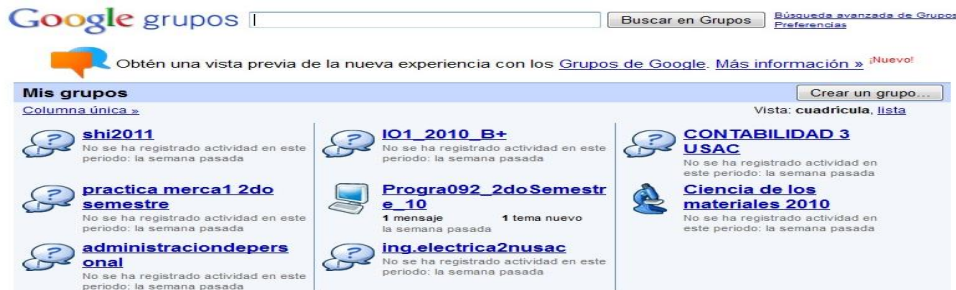 Google grupos
Buscar en Grupos
Búsqueda avanzada de Grupos
Preferencias
Obtén una vista previa de la nueva experiencia con los Grupos de Google. Más información » ¡Nuevo!
Mis grupos
Crear un grupo...
Columna única »
Vista: cuadrícula, lista
shi2011
No se ha registrado actividad en este
periodo: la semana pasada
IO1_2010_B+
No se ha registrado actividad en este
periodo: la semana pasada
CONTABILIDAD 3
USAC
No se ha registrado actividad en
este periodo: la semana pasada
practica merca1 2do
semestre
No se ha registrado actividad en este
periodo: la semana pasada
Progra092_2doSemestr
e_10
1 mensaje 1 tema nuevo
la semana pasada
Ciencia de los
materiales 2010
No se ha registrado actividad en
este periodo: la semana pasada
administraciondepers
onal
No se ha registrado actividad en este
periodo: la semana pasada
ing.electrica2nusac
No se ha registrado actividad en este
periodo: la semana pasada